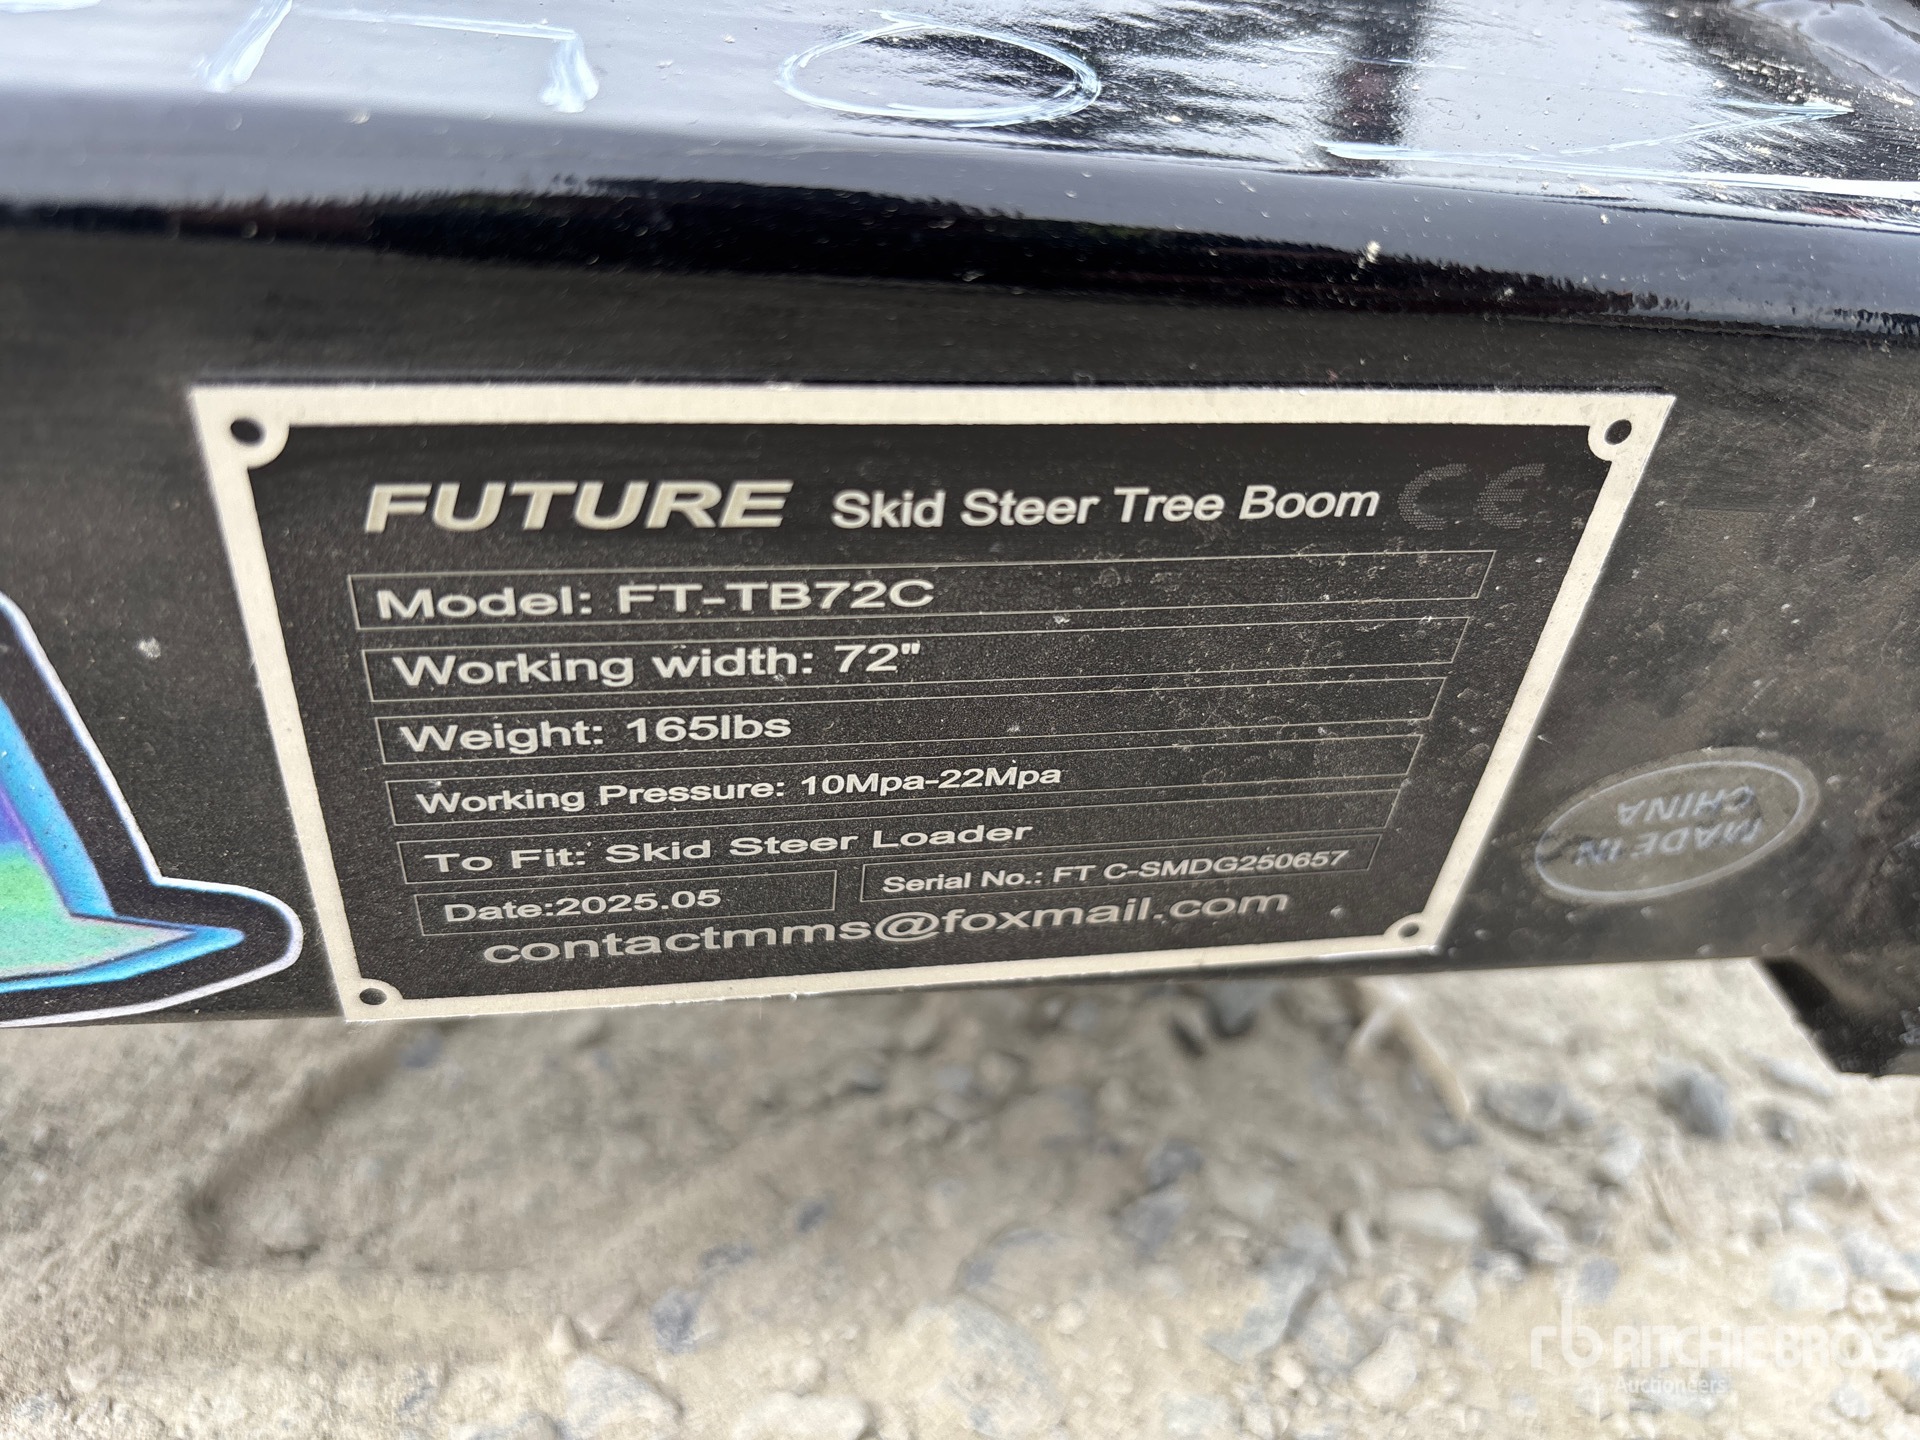 FUTURE Skid Steer Tree Boom CE
Model: FT-TB72C
Working width: 72"
Weight: 165lbs
Working Pressure: 10Mpa-22Mpa
To Fit: Skid Steer Loader
Date:2025.05 Serial No.: FT C-SMDG250657
contactmms@foxmail.com
MADE IN
CHINA
rb RITCHIE BROS
Auctioneers